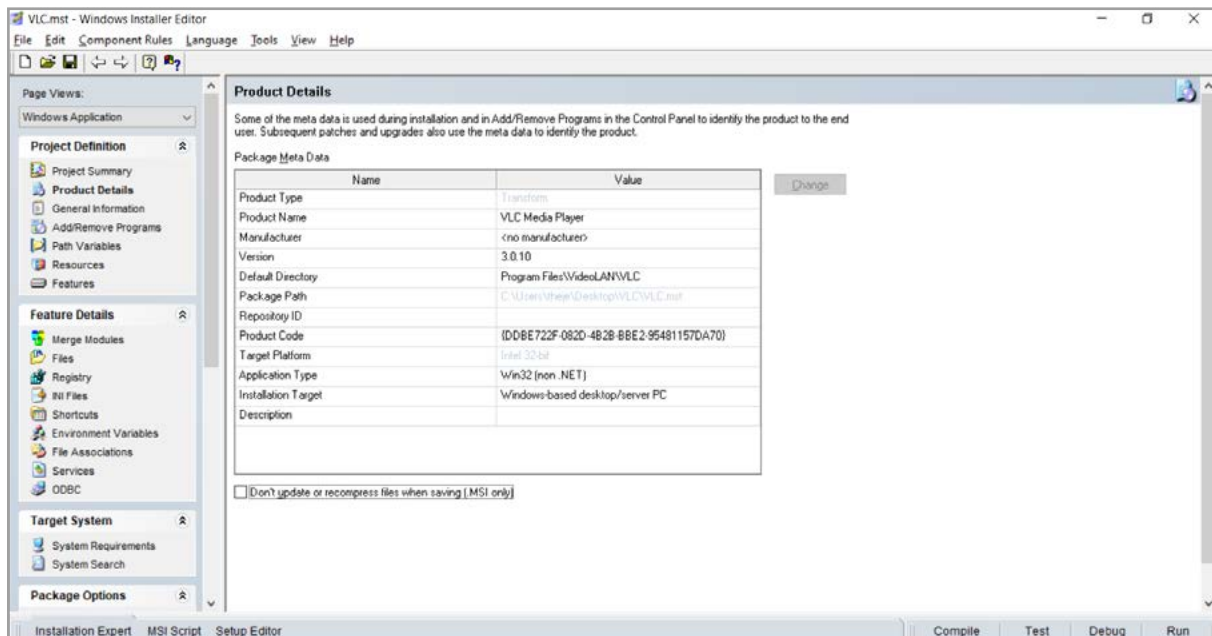 VLC.mst - Windows Installer Editor
File Edit Component Rules Language Tools View Help
Page Views:
Windows Application
Project Definition
Project Summary
Product Details
General Information
Add/Remove Programs
Path Variables
Resources
Features
Feature Details
Merge Modules
Files
Registry
INI Files
Shortcuts
Environment Variables
File Associations
Services
ODBC
Target System
System Requirements
System Search
Package Options
Product Details
Some of the meta data is used during installation and in Add/Remove Programs in the Control Panel to identify the product to the end
user. Subsequent patches and upgrades also use the meta data to identify the product.
Package Meta Data
Name Value
Change
Product Type Transform
Product Name VLC Media Player
Manufacturer <no manufacturer>
Version 3.0.10
Default Directory Program Files\VideoLAN\VLC
Package Path C:\Users\theje\Desktop\VLC\VLC.mst
Repository ID
Product Code {DDBE722F-082D-4B2B-BBE2-95481157DA70}
Target Platform Intel 32-bit
Application Type Win32 (non .NET)
Installation Target Windows-based desktop/server PC
Description
Don't update or recompress files when saving (.MSI only)
Installation Expert MSI Script Setup Editor Compile Test Debug Run